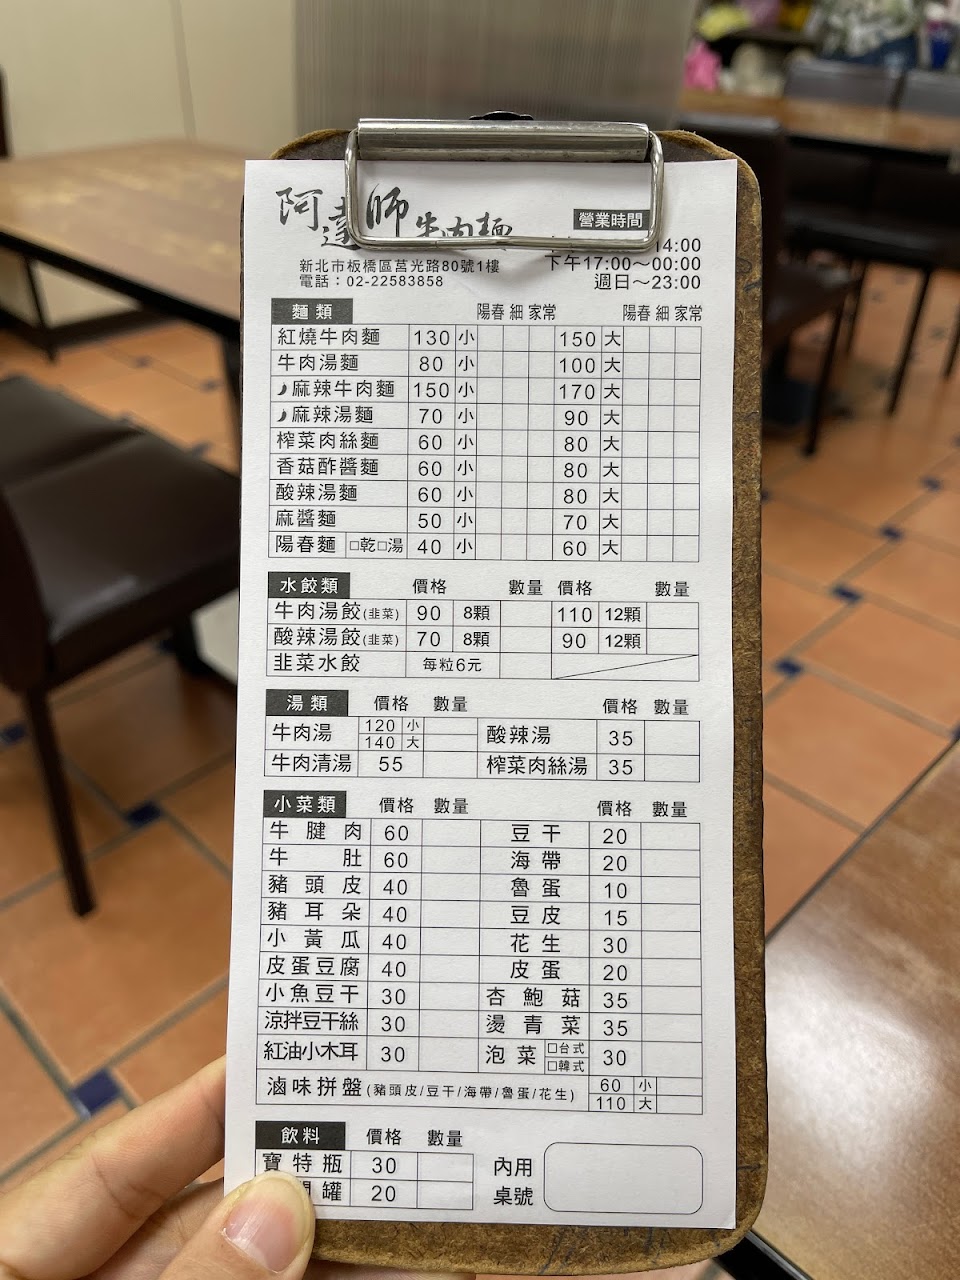 阿達師牛肉麵
營業時間
14:00
下午17:00～00:00
週日～23:00
新北市板橋區莒光路80號1樓
電話：02-22583858
麵類 陽春 細 家常 陽春 細 家常
紅燒牛肉麵 130 小 150 大
牛肉湯麵 80 小 100 大
麻辣牛肉麵 150 小 170 大
麻辣湯麵 70 小 90 大
榨菜肉絲麵 60 小 80 大
香菇酢醬麵 60 小 80 大
酸辣湯麵 60 小 80 大
麻醬麵 50 小 70 大
陽春麵 □乾□湯 40 小 60 大
水餃類 價格 數量 價格 數量
牛肉湯餃(韭菜) 90 8顆 110 12顆
酸辣湯餃(韭菜) 70 8顆 90 12顆
韭菜水餃 每粒6元
湯類 價格 數量 價格 數量
牛肉湯 120 小 140 大 酸辣湯 35
牛肉清湯 55 榨菜肉絲湯 35
小菜類 價格 數量 價格 數量
牛腱肉 60 豆干 20
牛肚 60 海帶 20
豬頭皮 40 魯蛋 10
豬耳朵 40 豆皮 15
小黃瓜 40 花生 30
皮蛋豆腐 40 皮蛋 20
小魚豆干 30 杏鮑菇 35
涼拌豆干絲 30 燙青菜 35
紅油小木耳 30 泡菜 □台式 □韓式 30
滷味拼盤(豬頭皮/豆干/海帶/魯蛋/花生) 60 小 110 大
飲料 價格 數量
寶特瓶 30
罐 20
內用
桌號